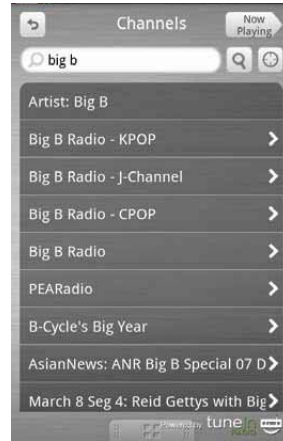 Channels
Now
Playing
big b
Artist: Big B
Big B Radio - KPOP
Big B Radio - J-Channel
Big B Radio - CPOP
Big B Radio
PEARadio
B-Cycle's Big Year
AsianNews: ANR Big B Special 07 D
March 8 Seg 4: Reid Gettys with Big
Powered by tune in